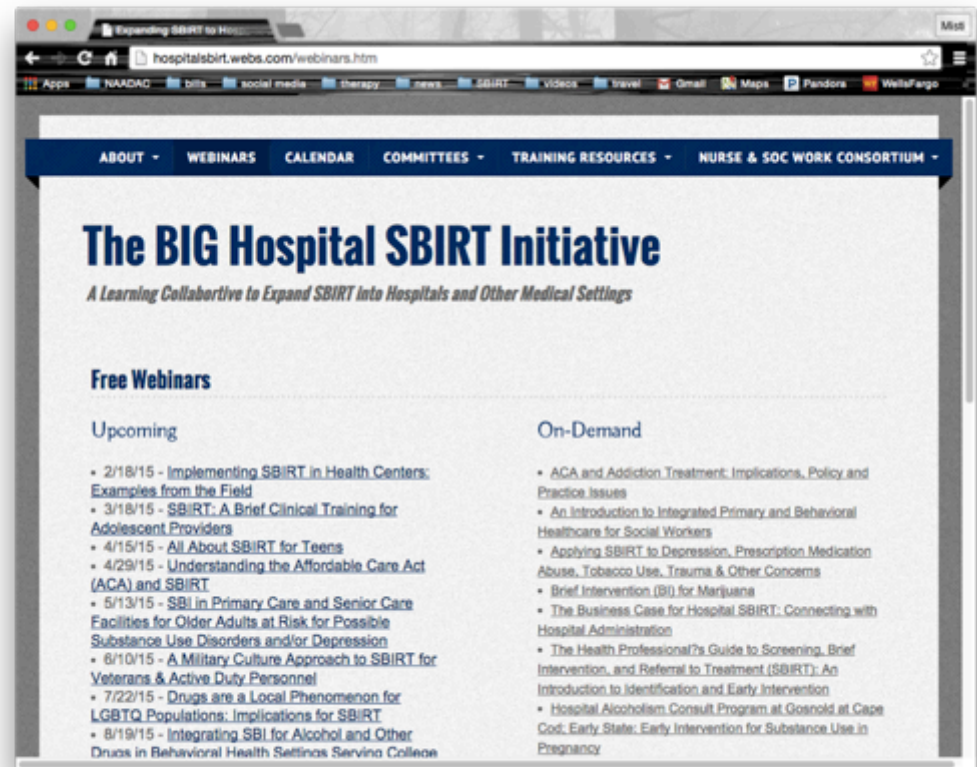 Expanding SBIRT to Hos
Misti
hospitalsbirt.webs.com/webinars.htm
Apps NAADAC bills social media therapy news SBIRT videos travel Gmail Maps Pandora WellsFargo
ABOUT WEBINARS CALENDAR COMMITTEES TRAINING RESOURCES NURSE & SOC WORK CONSORTIUM
The BIG Hospital SBIRT Initiative
A Learning Collabortive to Expand SBIRT into Hospitals and Other Medical Settings
Free Webinars
Upcoming
• 2/18/15 - Implementing SBIRT in Health Centers:
Examples from the Field
• 3/18/15 - SBIRT: A Brief Clinical Training for
Adolescent Providers
• 4/15/15 - All About SBIRT for Teens
• 4/29/15 - Understanding the Affordable Care Act
(ACA) and SBIRT
• 5/13/15 - SBI in Primary Care and Senior Care
Facilities for Older Adults at Risk for Possible
Substance Use Disorders and/or Depression
• 6/10/15 - A Military Culture Approach to SBIRT for
Veterans & Active Duty Personnel
• 7/22/15 - Drugs are a Local Phenomenon for
LGBTQ Populations: Implications for SBIRT
• 8/19/15 - Integrating SBI for Alcohol and Other
Drugs in Behavioral Health Settings Serving College
On-Demand
• ACA and Addiction Treatment: Implications, Policy and
Practice Issues
• An Introduction to Integrated Primary and Behavioral
Healthcare for Social Workers
• Applying SBIRT to Depression, Prescription Medication
Abuse, Tobacco Use, Trauma & Other Concerns
• Brief Intervention (BI) for Marijuana
• The Business Case for Hospital SBIRT: Connecting with
Hospital Administration
• The Health Professional?s Guide to Screening, Brief
Intervention, and Referral to Treatment (SBIRT): An
Introduction to Identification and Early Intervention
• Hospital Alcoholism Consult Program at Gosnold at Cape
Cod; Early State: Early Intervention for Substance Use in
Pregnancy